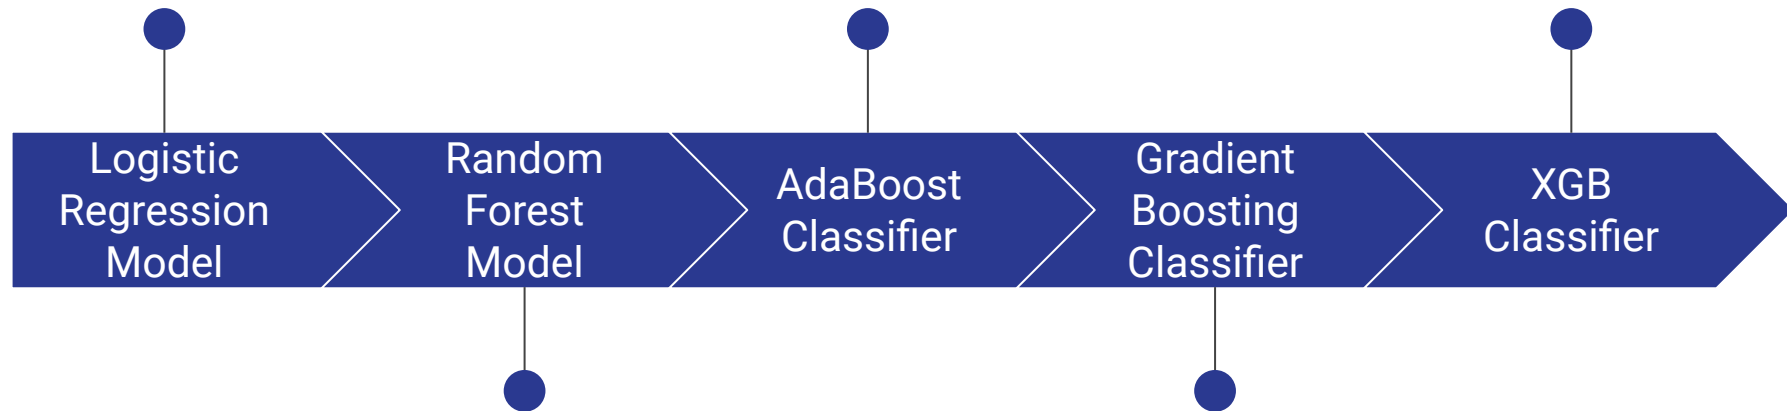 Logistic
Regression
Model
Random
Forest
Model
AdaBoost
Classifier
Gradient
Boosting
Classifier
XGB
Classifier